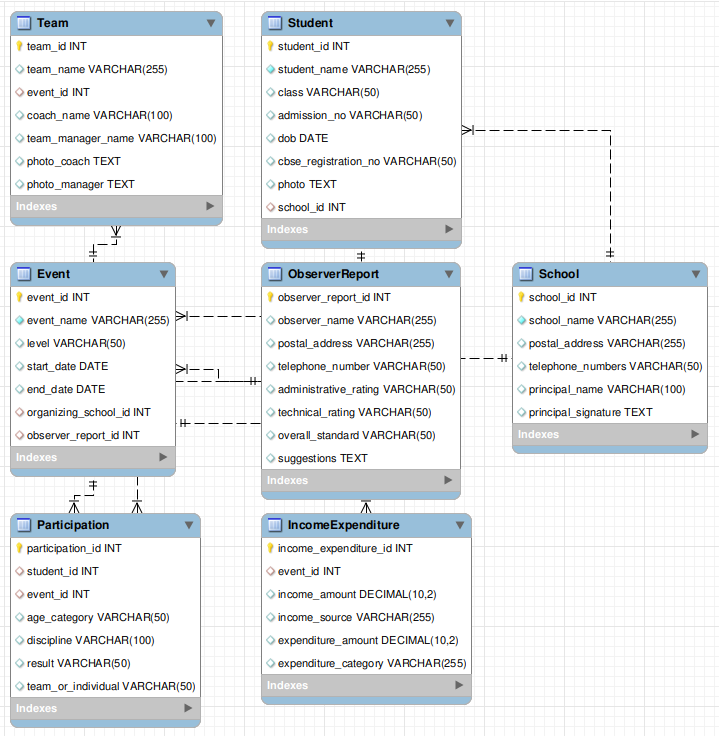 Team
team_id INT
team_name VARCHAR(255)
event_id INT
coach_name VARCHAR(100)
team_manager_name VARCHAR(100)
photo_coach TEXT
photo_manager TEXT
Indexes
Student
student_id INT
student_name VARCHAR(255)
class VARCHAR(50)
admission_no VARCHAR(50)
dob DATE
cbse_registration_no VARCHAR(50)
photo TEXT
school_id INT
Indexes
Event
event_id INT
event_name VARCHAR(255)
level VARCHAR(50)
start_date DATE
end_date DATE
organizing_school_id INT
observer_report_id INT
Indexes
ObserverReport
observer_report_id INT
observer_name VARCHAR(255)
postal_address VARCHAR(255)
telephone_number VARCHAR(50)
administrative_rating VARCHAR(50)
technical_rating VARCHAR(50)
overall_standard VARCHAR(50)
suggestions TEXT
Indexes
School
school_id INT
school_name VARCHAR(255)
postal_address VARCHAR(255)
telephone_numbers VARCHAR(50)
principal_name VARCHAR(100)
principal_signature TEXT
Indexes
Participation
participation_id INT
student_id INT
event_id INT
age_category VARCHAR(50)
discipline VARCHAR(100)
result VARCHAR(50)
team_or_individual VARCHAR(50)
Indexes
IncomeExpenditure
income_expenditure_id INT
event_id INT
income_amount DECIMAL(10,2)
income_source VARCHAR(255)
expenditure_amount DECIMAL(10,2)
expenditure_category VARCHAR(255)
Indexes